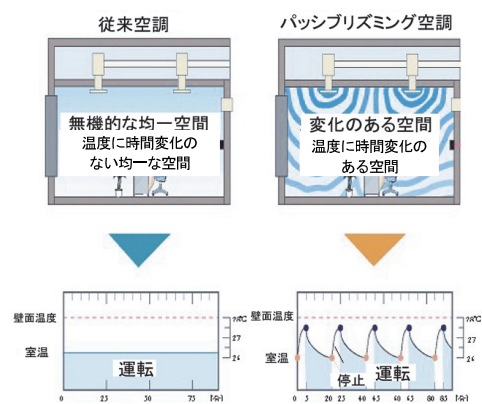 従来空調
パッシブリズミング空調
無機的な均一空間
温度に時間変化の
ない均一な空間
変化のある空間
温度に時間変化の
ある空間
壁面温度
28℃
27
室温
26
運転
0 25 50 75 [分]
壁面温度
28℃
27
室温
26
停止
運転
0 5 20 25 40 45 60 65 80 85 [分]